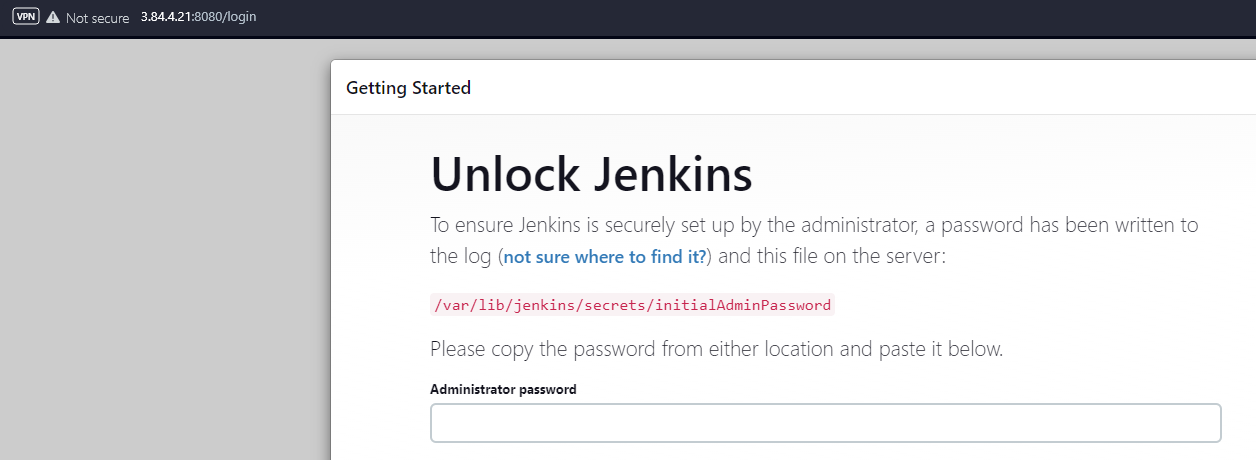 VPN Not secure 3.84.4.21:8080/login
Getting Started
Unlock Jenkins
To ensure Jenkins is securely set up by the administrator, a password has been written to
the log (not sure where to find it?) and this file on the server:
/var/lib/jenkins/secrets/initialAdminPassword
Please copy the password from either location and paste it below.
Administrator password